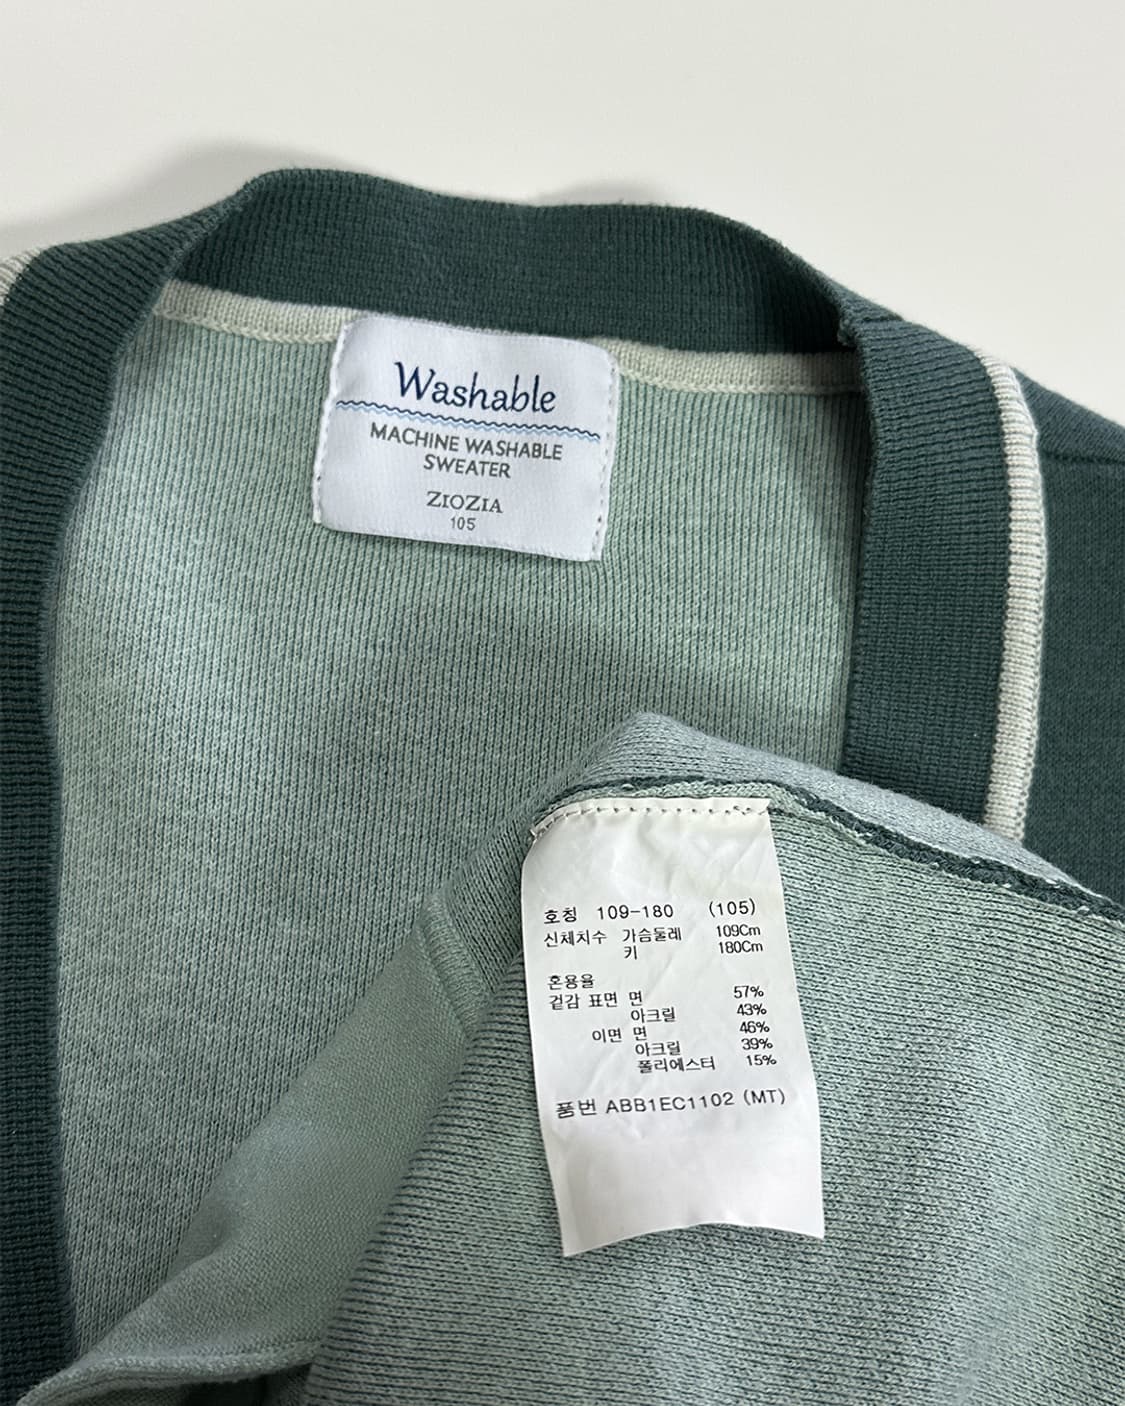 Washable
MACHINE WASHABLE
SWEATER
ZIOZIA
105
호칭 109-180 (105)
신체치수 가슴둘레 109Cm
키 180Cm
혼용율
겉감 표면 면 57%
아크릴 43%
이면 면 46%
아크릴 39%
폴리에스터 15%
품번 ABB1EC1102 (MT)